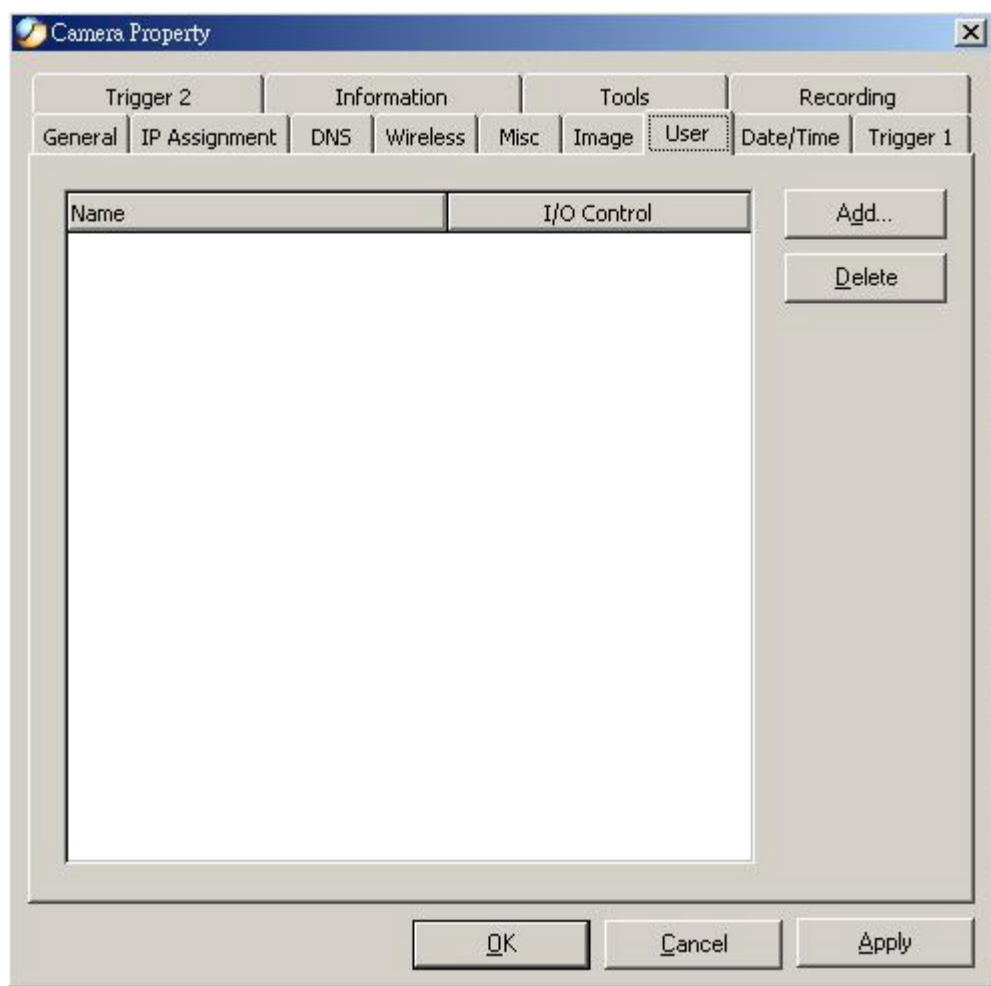 Camera Property
Trigger 2 Information Tools Recording
General IP Assignment DNS Wireless Misc Image User Date/Time Trigger 1
Name I/O Control
Add...
Delete
OK Cancel Apply